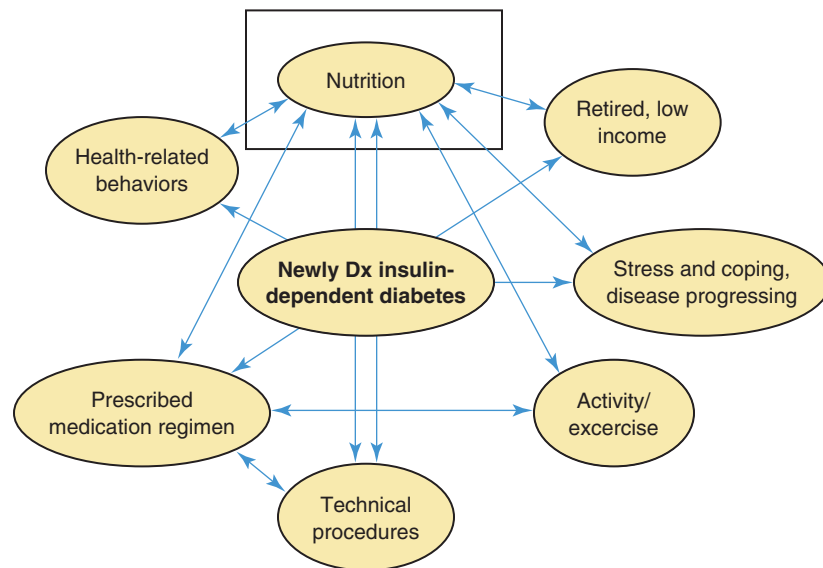 Nutrition
Retired, low
income
Health-related
behaviors
Newly Dx insulin-
dependent diabetes
Stress and coping,
disease progressing
Prescribed
medication regimen
Activity/
excercise
Technical
procedures